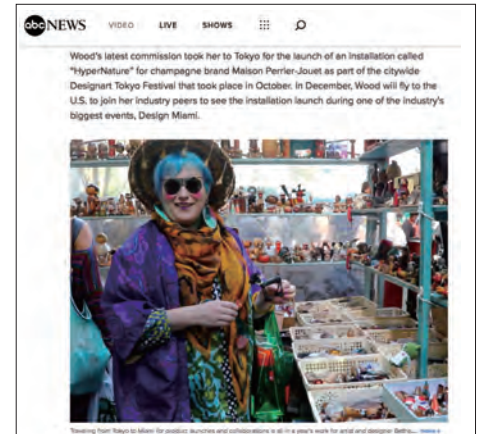 abc NEWS VIDEO LIVE SHOWS
Wood's latest commission took her to Tokyo for the launch of an installation called
"HyperNature" for champagne brand Maison Perrier-Jouet as part of the citywide
Designart Tokyo Festival that took place in October. In December, Wood will fly to the
U.S. to join her industry peers to see the installation launch during one of the industry's
biggest events, Design Miami.
Traveling from Tokyo to Miami for product launches and collaborations is all in a year's work for artist and designer Betha...